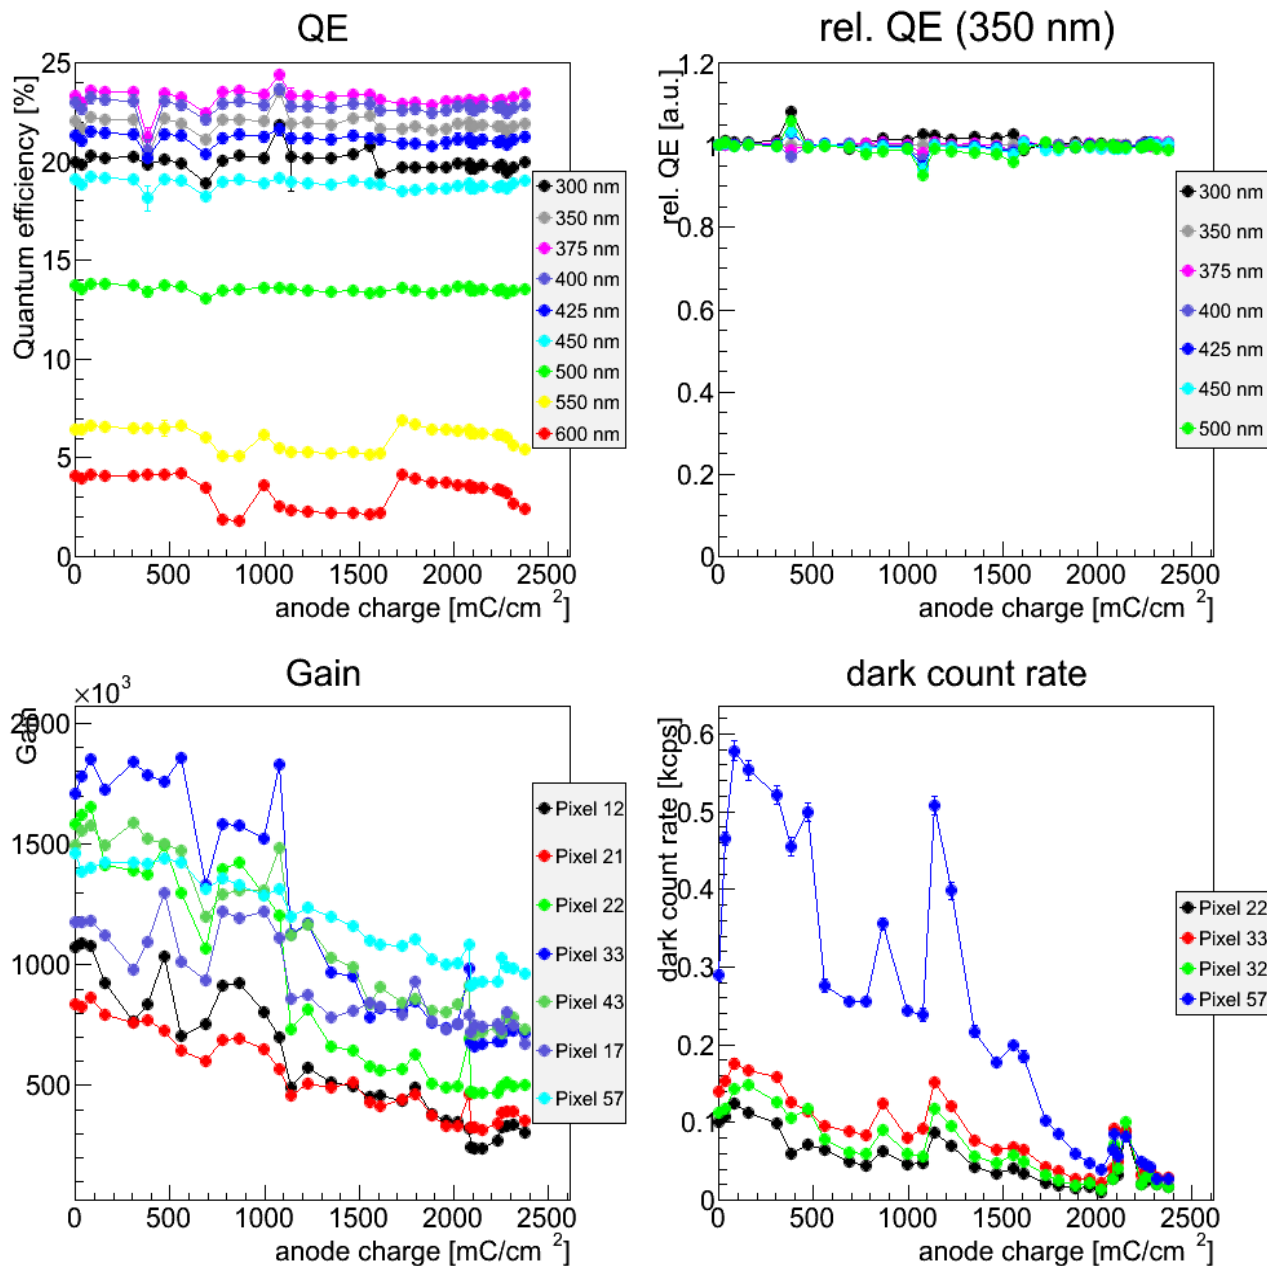 QE
Quantum efficiency [%]
25
20
15
10
5
0
0 500 1000 1500 2000 2500
anode charge [mC/cm 2]
300 nm
350 nm
375 nm
400 nm
425 nm
450 nm
500 nm
550 nm
600 nm
rel. QE (350 nm)
rel. QE [a.u.]
1.2
1
0.8
0.6
0.4
0.2
0
0 500 1000 1500 2000 2500
anode charge [mC/cm 2]
300 nm
350 nm
375 nm
400 nm
425 nm
450 nm
500 nm
Gain
×103
Gain
2000
1500
1000
500
0 500 1000 1500 2000 2500
anode charge [mC/cm 2]
Pixel 12
Pixel 21
Pixel 22
Pixel 33
Pixel 43
Pixel 17
Pixel 57
dark count rate
dark count rate [kcps]
0.6
0.5
0.4
0.3
0.2
0.1
0
0 500 1000 1500 2000 2500
anode charge [mC/cm 2]
Pixel 22
Pixel 33
Pixel 32
Pixel 57